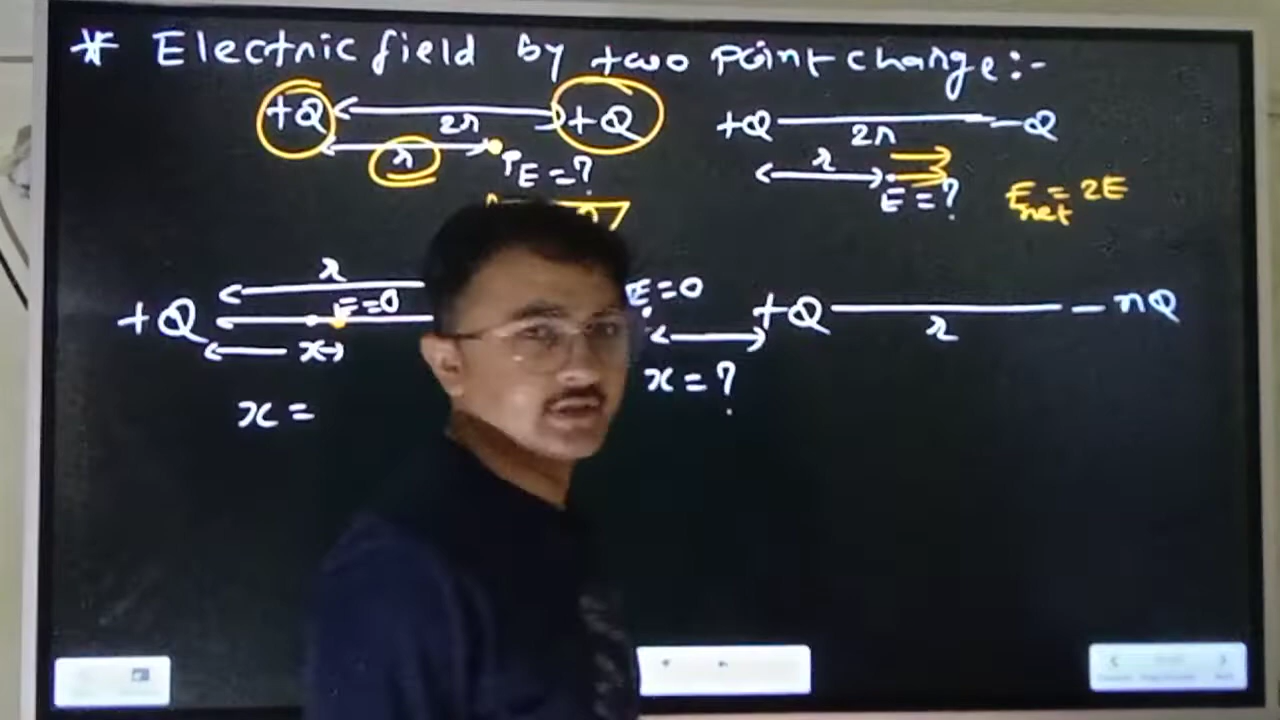 * Electric field by two point charge :-
+Q 2r +Q +Q 2r -Q
r P E = ? r E = ? Enet = 2E
r
+Q E = 0 E = 0 +Q r - nQ
x x = ?
x =